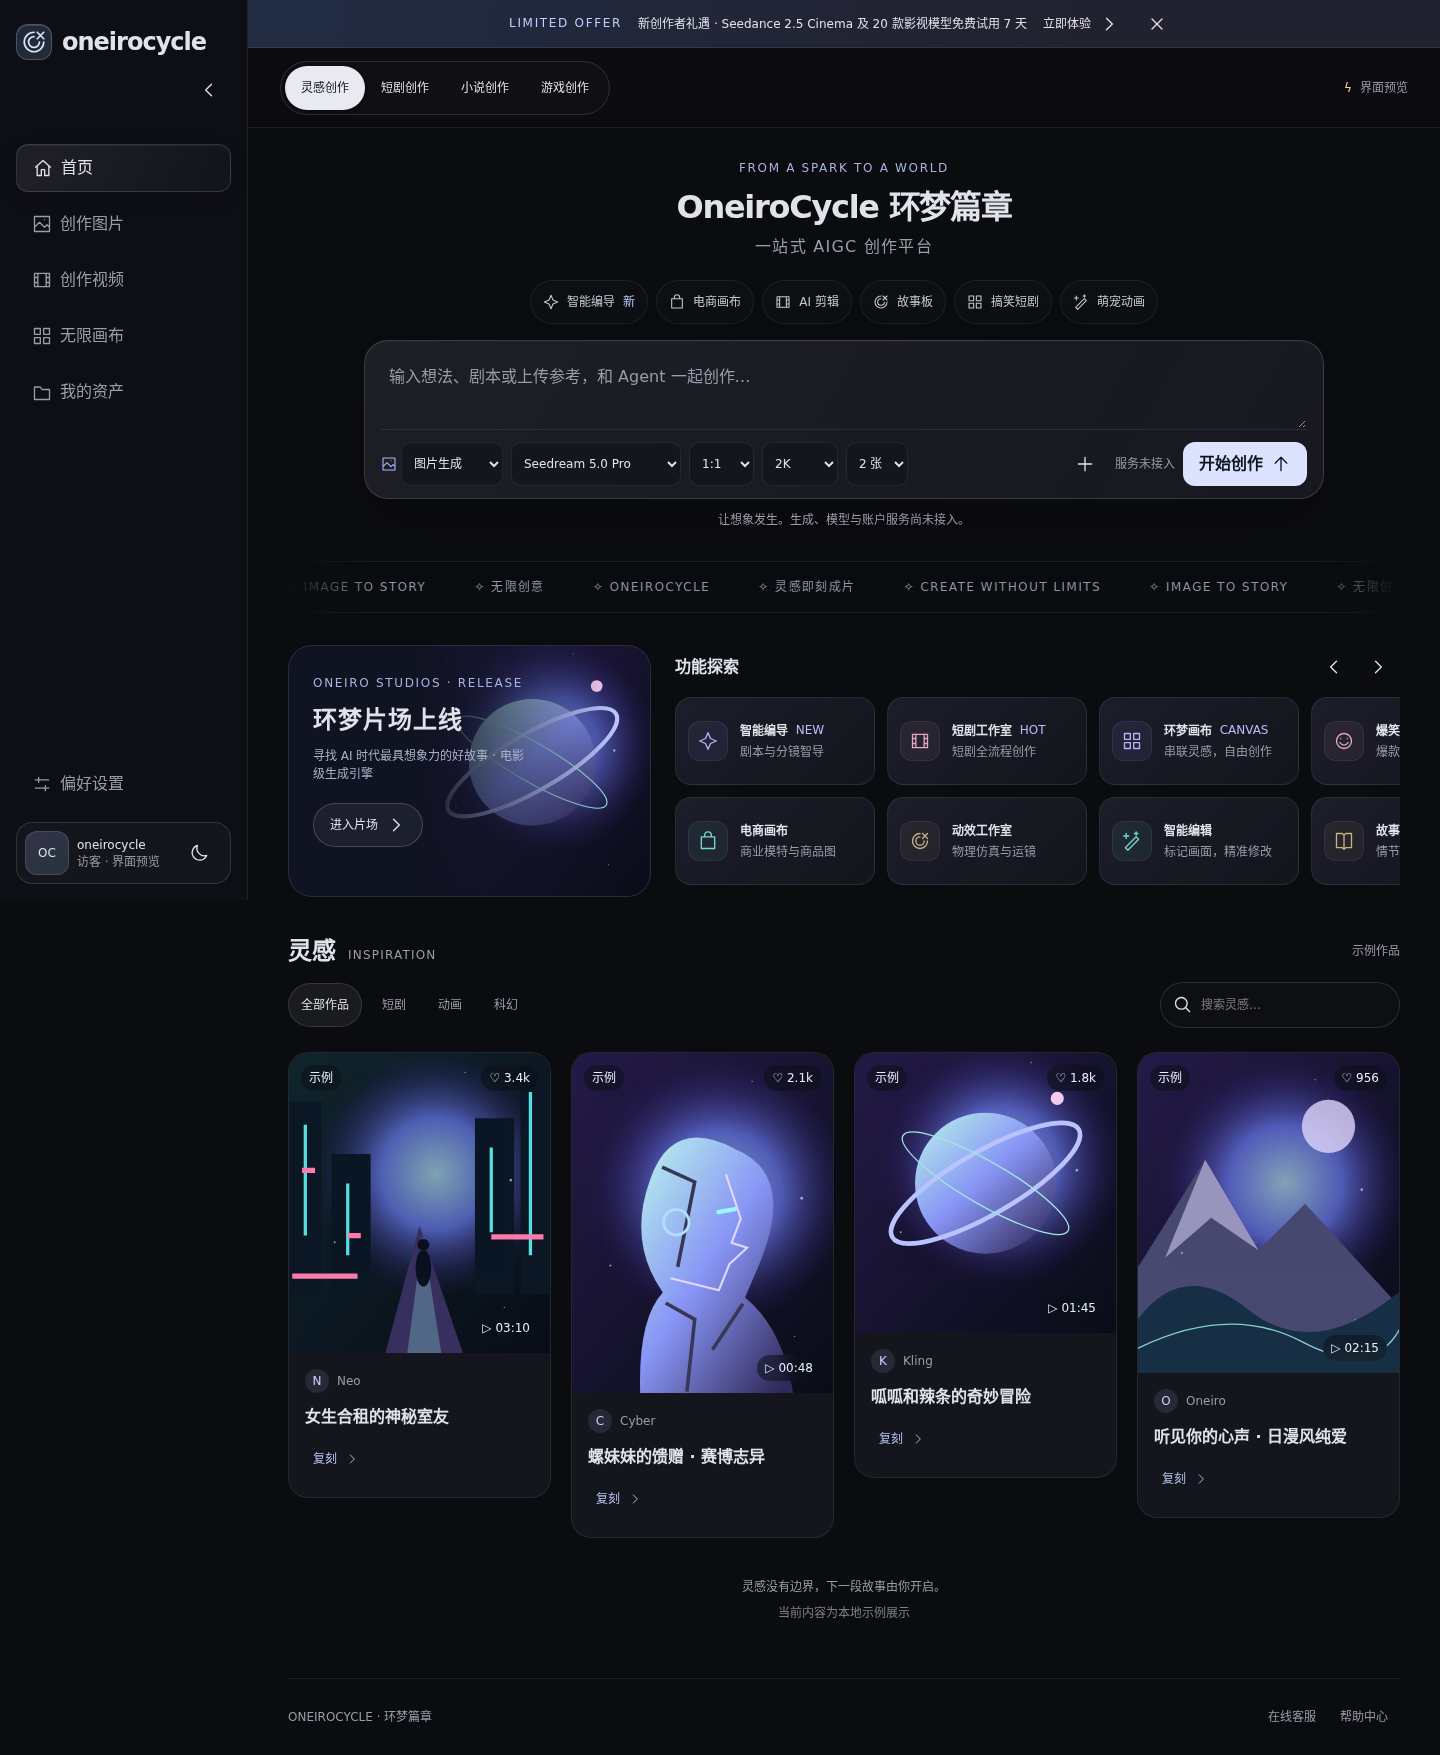 oneirocycle
首页
创作图片
创作视频
无限画布
我的资产
偏好设置
OC
oneirocycle
访客 · 界面预览
LIMITED OFFER 新创作者礼遇 · Seedance 2.5 Cinema 及 20 款影视模型免费试用 7 天 立即体验
灵感创作 短剧创作 小说创作 游戏创作
界面预览
FROM A SPARK TO A WORLD
OneiroCycle 环梦篇章
一站式 AIGC 创作平台
智能编导 新 电商画布 AI 剪辑 故事板 搞笑短剧 萌宠动画
输入想法、剧本或上传参考，和 Agent 一起创作...
图片生成 Seedream 5.0 Pro 1:1 2K 2 张 服务未接入 开始创作
让想象发生。生成、模型与账户服务尚未接入。
IMAGE TO STORY ✧ 无限创意 ✧ ONEIROCYCLE ✧ 灵感即刻成片 ✧ CREATE WITHOUT LIMITS ✧ IMAGE TO STORY ✧ 无限创
ONEIRO STUDIOS · RELEASE
环梦片场上线
寻找 AI 时代最具想象力的好故事 · 电影
级生成引擎
进入片场
功能探索
智能编导 NEW
剧本与分镜智导
短剧工作室 HOT
短剧全流程创作
环梦画布 CANVAS
串联灵感，自由创作
爆笑
爆款
电商画布
商业模特与商品图
动效工作室
物理仿真与运镜
智能编辑
标记画面，精准修改
故事
情节
灵感 INSPIRATION
示例作品
全部作品 短剧 动画 科幻
搜索灵感...
示例 ♡ 3.4k
▷ 03:10
N Neo
女生合租的神秘室友
复刻
示例 ♡ 2.1k
▷ 00:48
C Cyber
螺妹妹的馈赠 · 赛博志异
复刻
示例 ♡ 1.8k
▷ 01:45
K Kling
呱呱和辣条的奇妙冒险
复刻
示例 ♡ 956
▷ 02:15
O Oneiro
听见你的心声 · 日漫风纯爱
复刻
灵感没有边界，下一段故事由你开启。
当前内容为本地示例展示
ONEIROCYCLE · 环梦篇章
在线客服 帮助中心